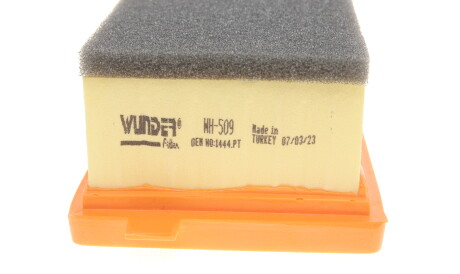 WUNDER®
Filter
WH-509
OEM NO:1444.PT
Made in
TURKEY 07/03/23